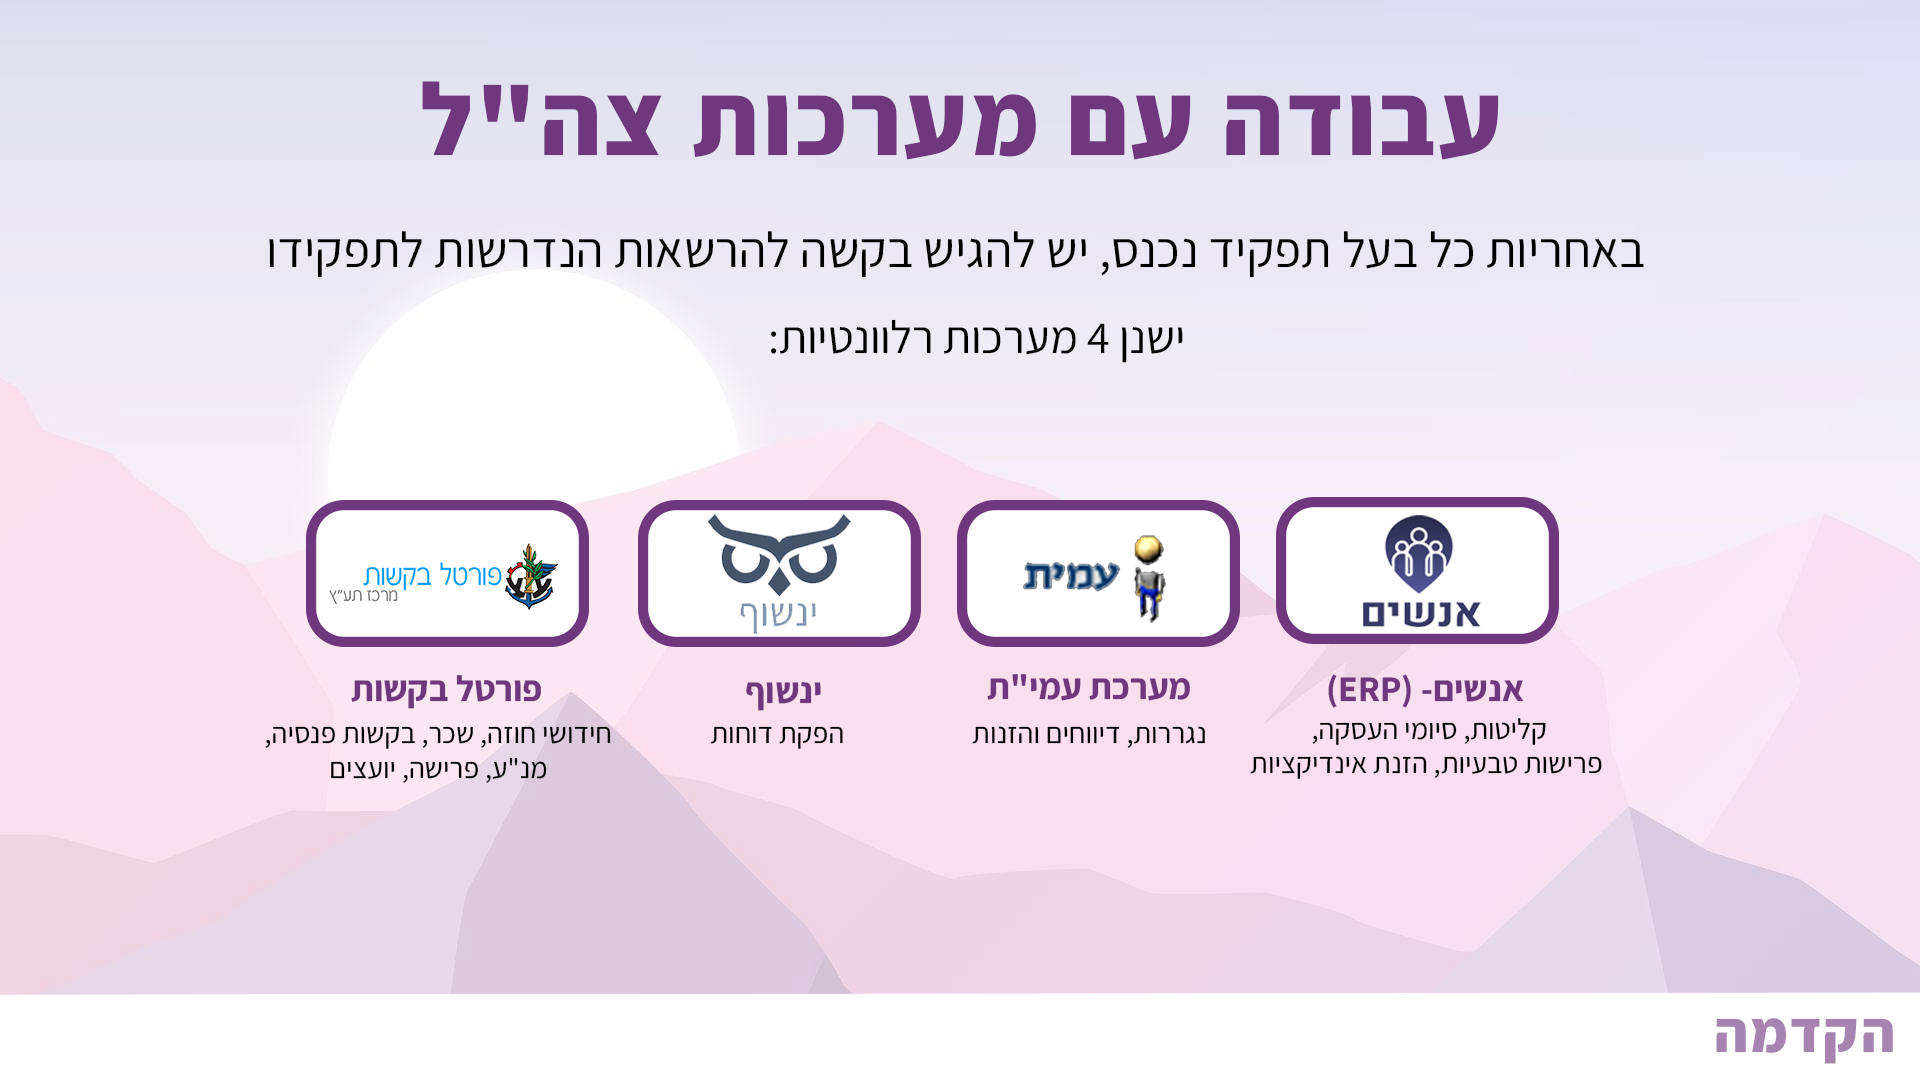 עבודה עם מערכות צה"ל
באחריות כל בעל תפקיד נכנס, יש להגיש בקשה להרשאות הנדרשות לתפקידו
ישנן 4 מערכות רלוונטיות:
אנשים
אנשים- (ERP)
קליטות, סיומי העסקה,
פרישות טבעיות, הזנת אינדיקציות
עמית
מערכת עמי"ת
נגררות, דיווחים והזנות
ינשוף
ינשוף
הפקת דוחות
פורטל בקשות
מרכז תע"ץ
פורטל בקשות
חידושי חוזה, שכר, בקשות פנסיה,
מנ"ע, פרישה, יועצים
הקדמה